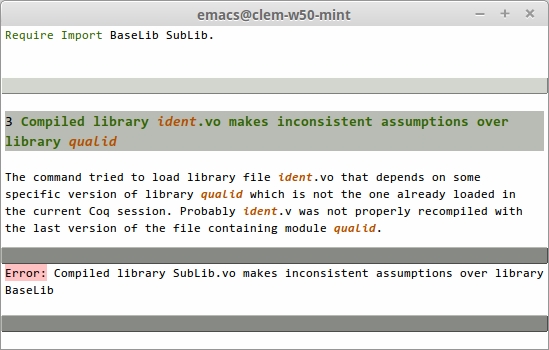 emacs@clem-w50-mint
Require Import BaseLib SubLib.
3 Compiled library ident.vo makes inconsistent assumptions over
library qualid
The command tried to load library file ident.vo that depends on some
specific version of library qualid which is not the one already loaded in
the current Coq session. Probably ident.v was not properly recompiled with
the last version of the file containing module qualid.
Error: Compiled library SubLib.vo makes inconsistent assumptions over library
BaseLib